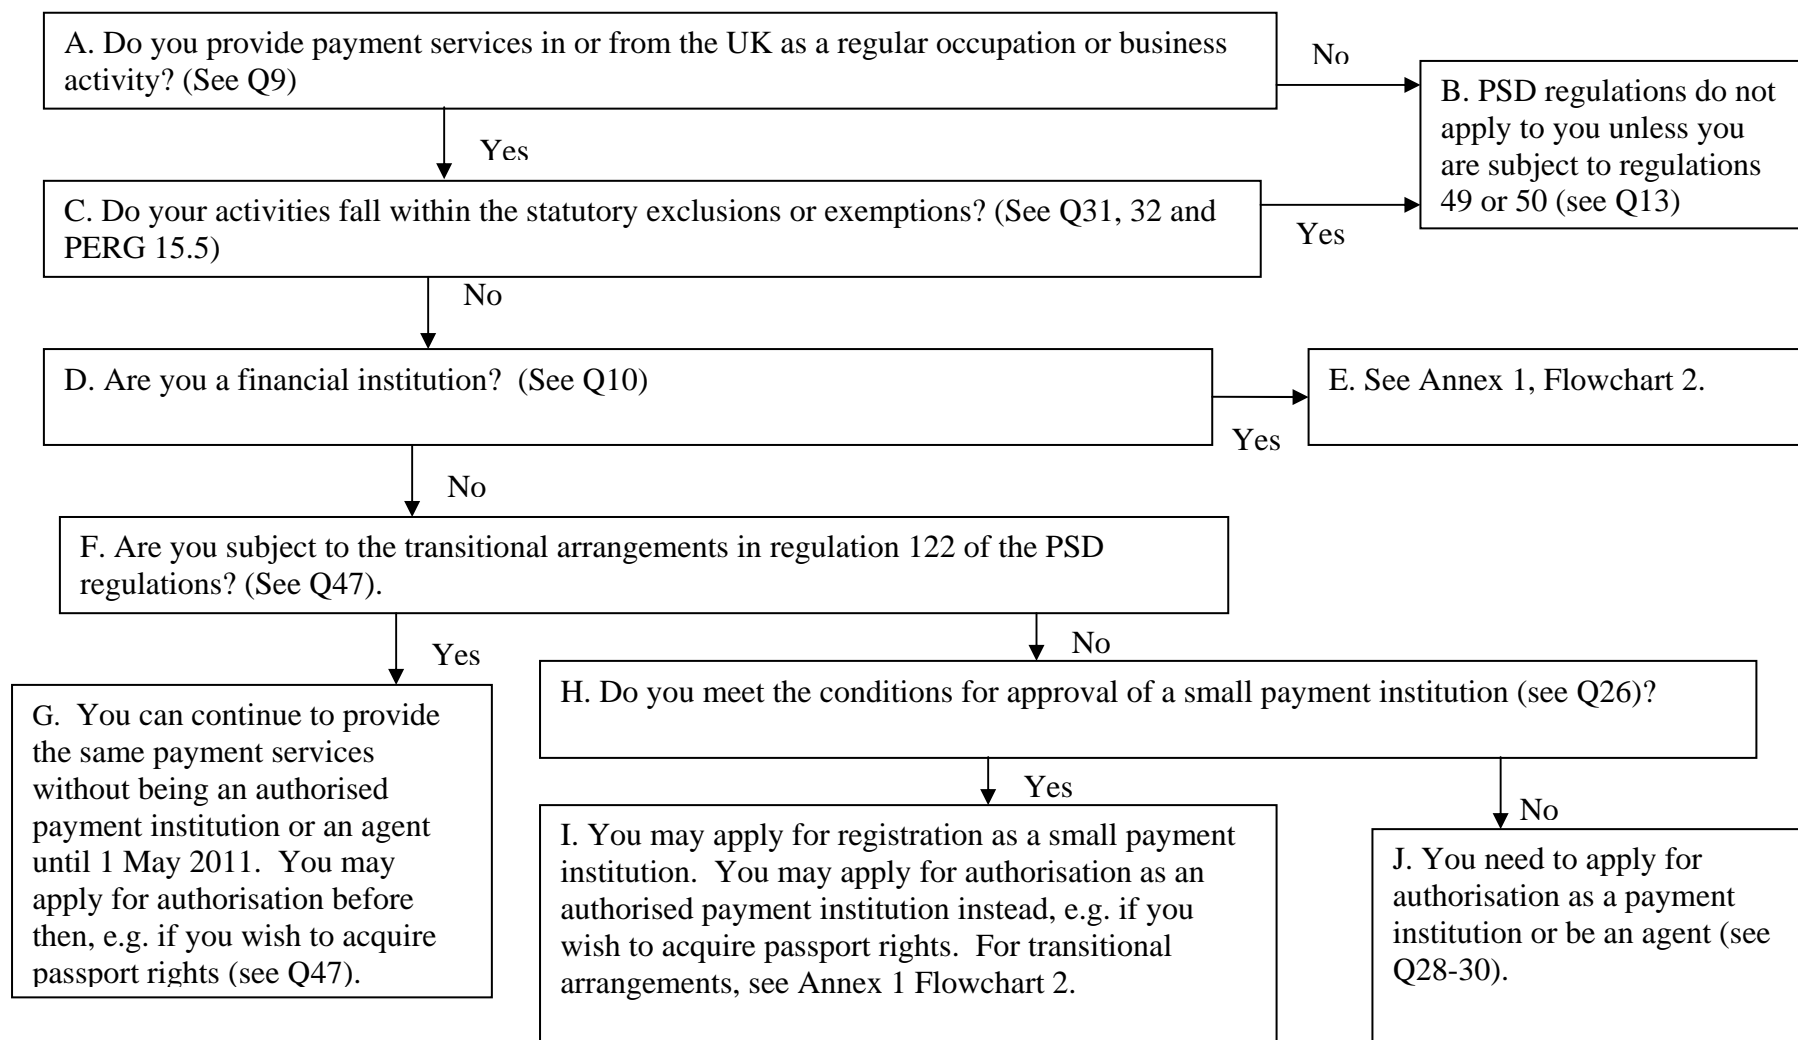 A. Do you provide payment services in or from the UK as a regular occupation or business
activity? (See Q9)
No
B. PSD regulations do not
apply to you unless you
are subject to regulations
49 or 50 (see Q13)
Yes
C. Do your activities fall within the statutory exclusions or exemptions? (See Q31, 32 and
PERG 15.5)
Yes
No
D. Are you a financial institution?  (See Q10)
E. See Annex 1, Flowchart 2.
Yes
No
F. Are you subject to the transitional arrangements in regulation 122 of the PSD
regulations? (See Q47).
Yes
No
G.  You can continue to provide
the same payment services
without being an authorised
payment institution or an agent
until 1 May 2011.  You may
apply for authorisation before
then, e.g. if you wish to acquire
passport rights (see Q47).
H. Do you meet the conditions for approval of a small payment institution (see Q26)?
Yes
No
I. You may apply for registration as a small payment
institution.  You may apply for authorisation as an
authorised payment institution instead, e.g. if you
wish to acquire passport rights.  For transitional
arrangements, see Annex 1 Flowchart 2.
J. You need to apply for
authorisation as a payment
institution or be an agent (see
Q28-30).